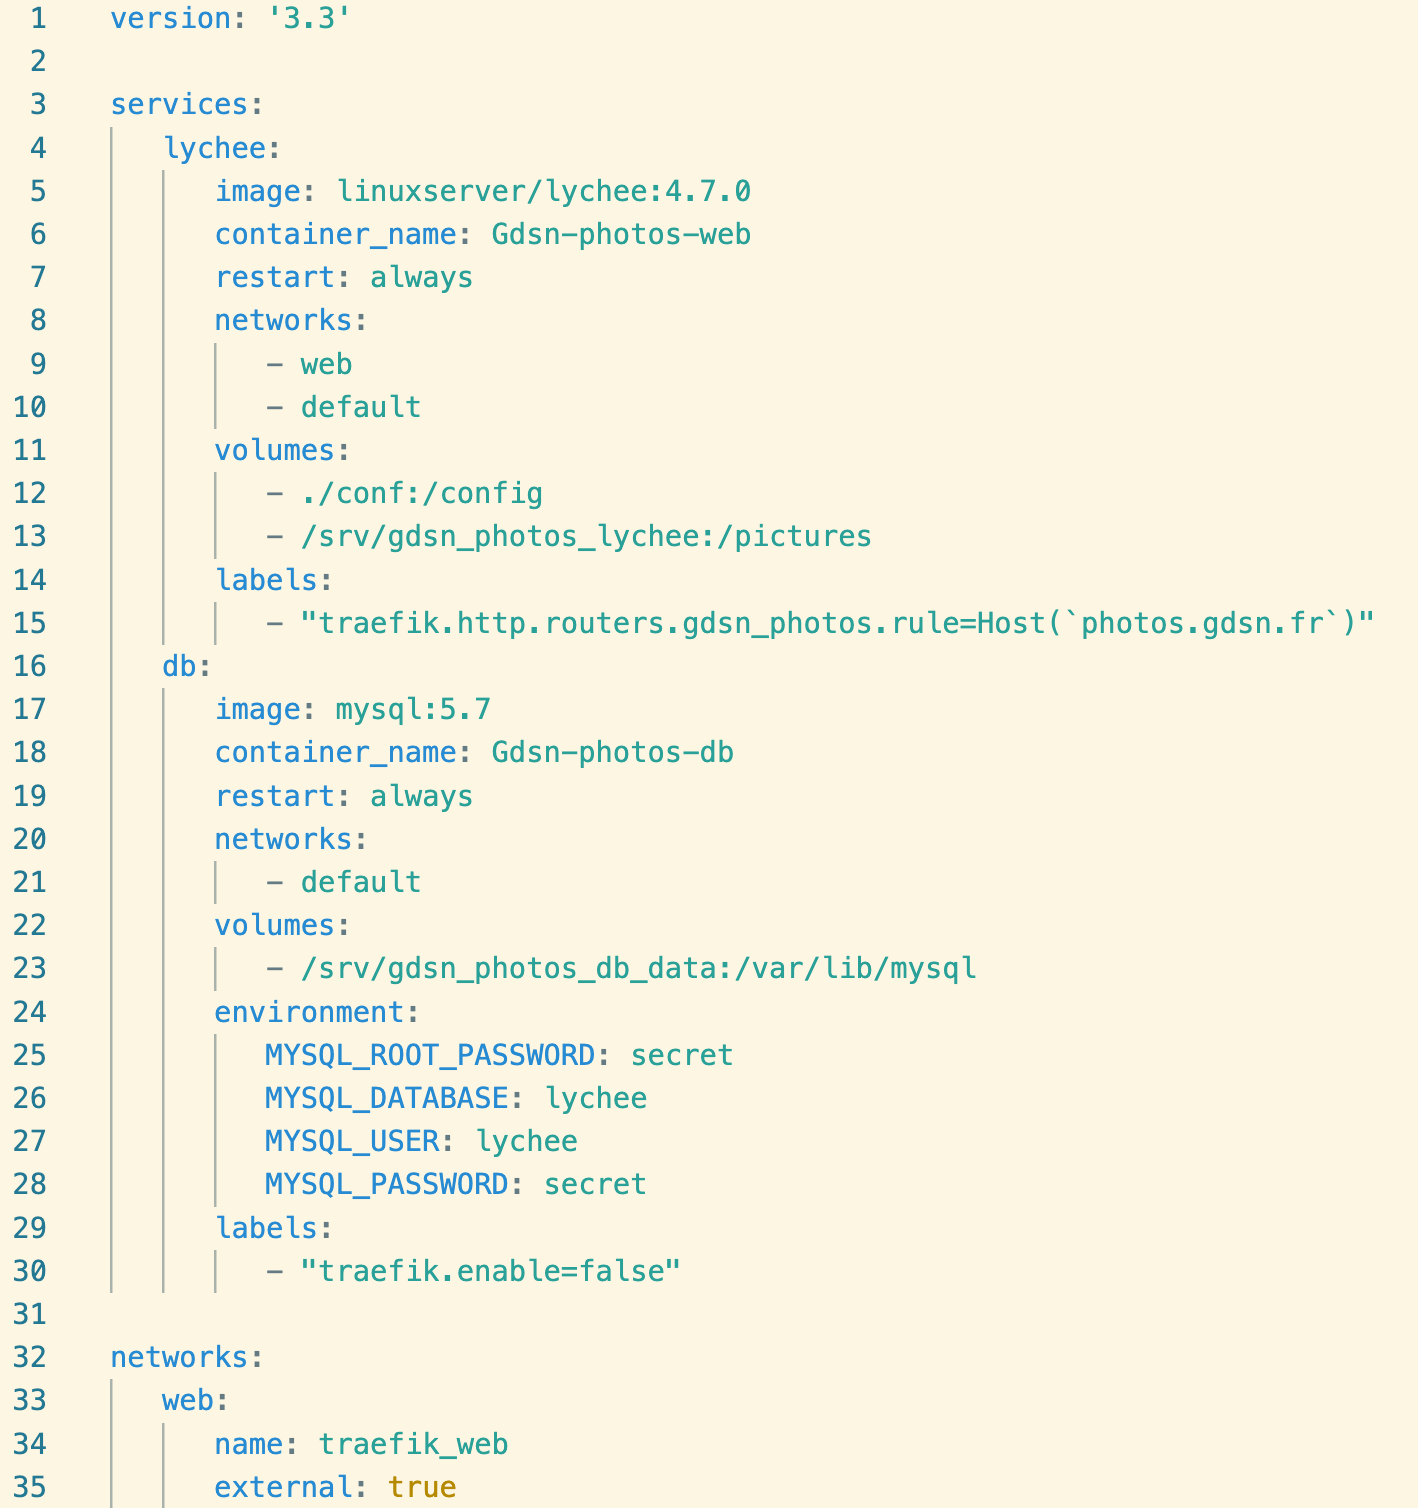 1 version: '3.3'
2
3 services:
4 lychee:
5 image: linuxserver/lychee:4.7.0
6 container_name: Gdsn-photos-web
7 restart: always
8 networks:
9 - web
10 - default
11 volumes:
12 - ./conf:/config
13 - /srv/gdsn_photos_lychee:/pictures
14 labels:
15 - "traefik.http.routers.gdsn_photos.rule=Host(`photos.gdsn.fr`)"
16 db:
17 image: mysql:5.7
18 container_name: Gdsn-photos-db
19 restart: always
20 networks:
21 - default
22 volumes:
23 - /srv/gdsn_photos_db_data:/var/lib/mysql
24 environment:
25 MYSQL_ROOT_PASSWORD: secret
26 MYSQL_DATABASE: lychee
27 MYSQL_USER: lychee
28 MYSQL_PASSWORD: secret
29 labels:
30 - "traefik.enable=false"
31
32 networks:
33 web:
34 name: traefik_web
35 external: true